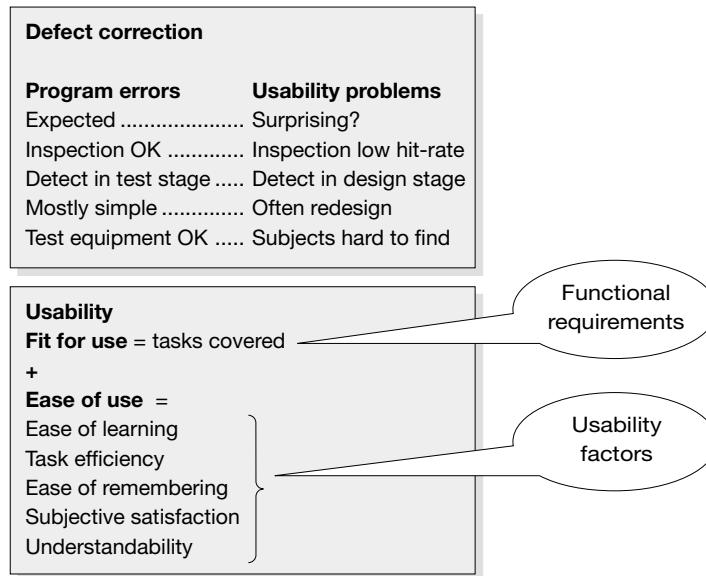 Defect correction
Program errors Usability problems
Expected ..................... Surprising?
Inspection OK ............. Inspection low hit-rate
Detect in test stage ..... Detect in design stage
Mostly simple .............. Often redesign
Test equipment OK ..... Subjects hard to find
Usability
Fit for use = tasks covered
+
Ease of use =
Ease of learning
Task efficiency
Ease of remembering
Subjective satisfaction
Understandability
Functional
requirements
Usability
factors